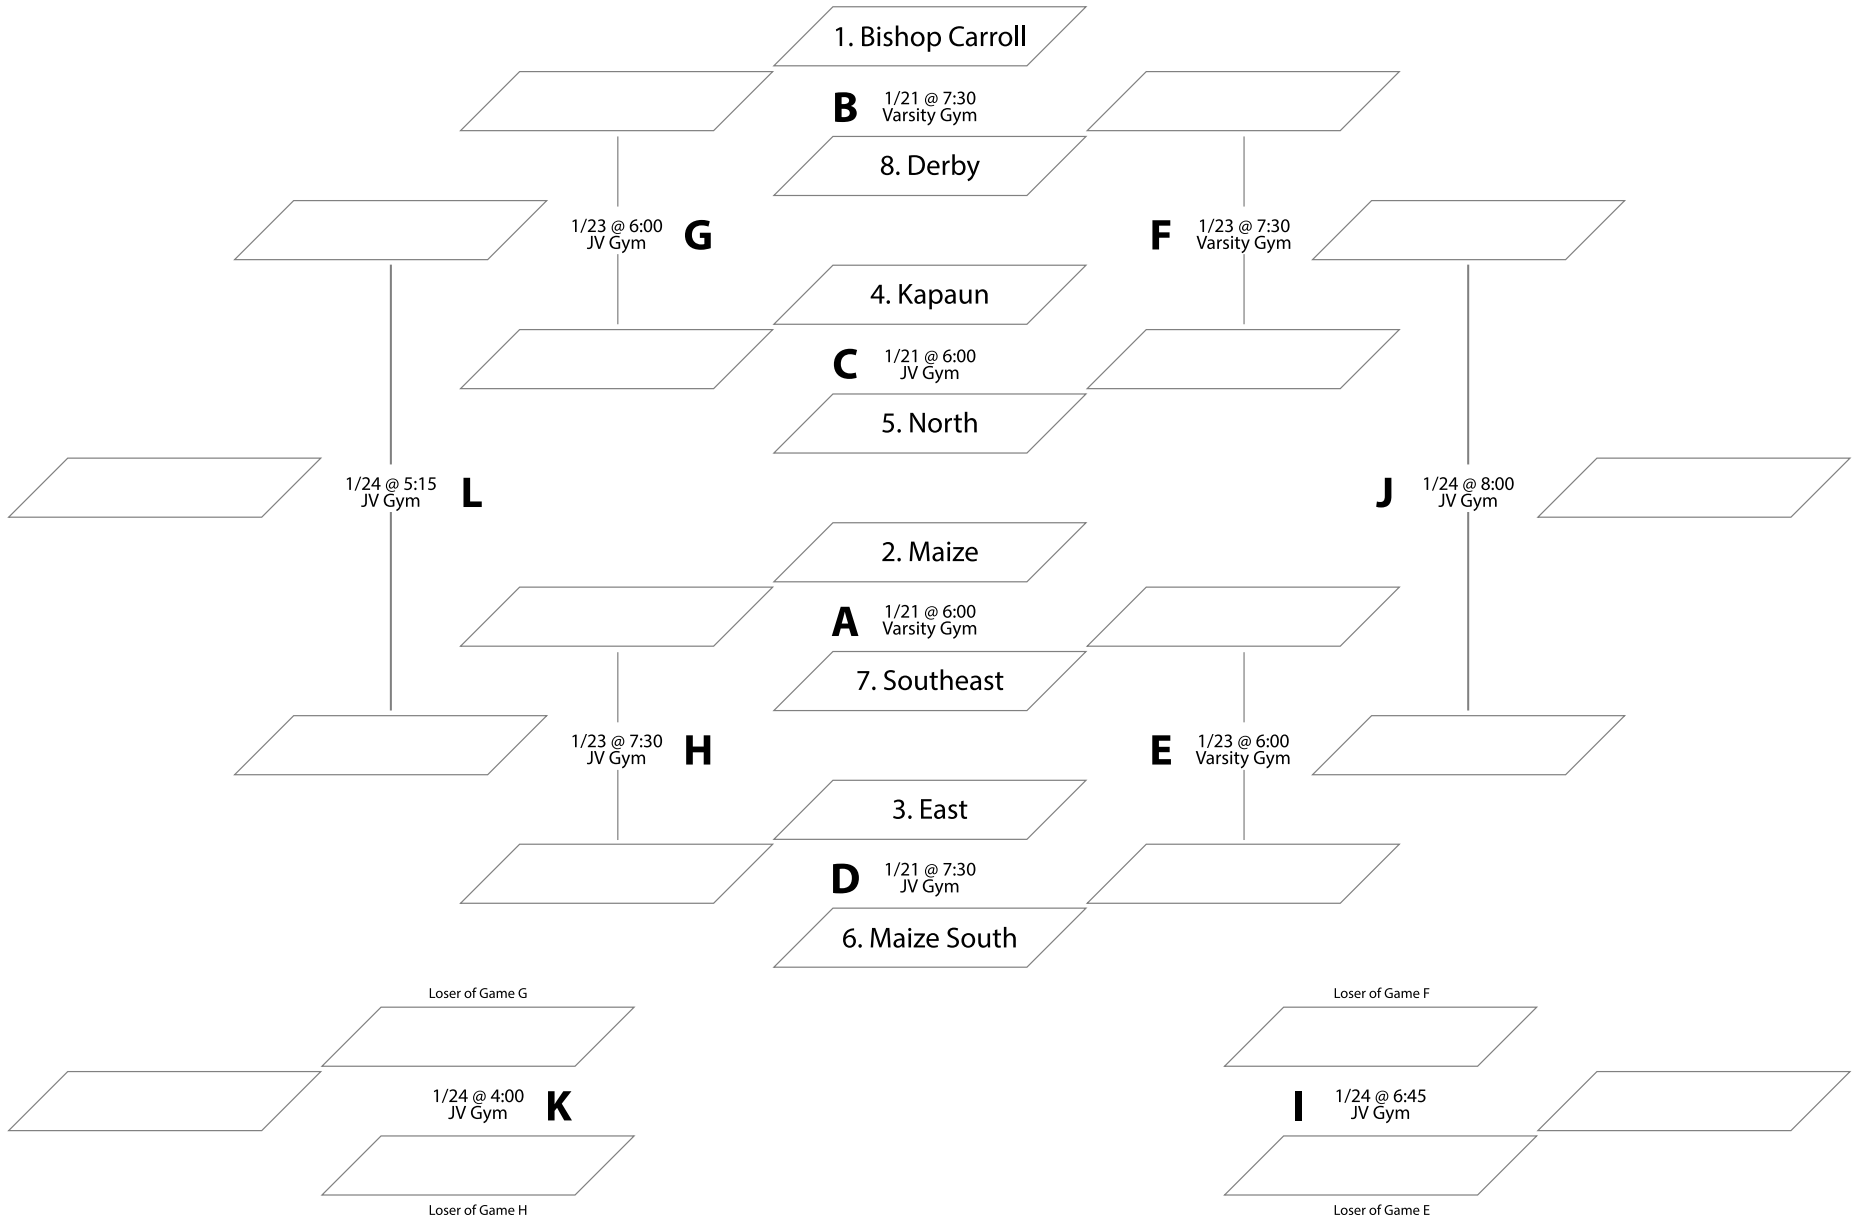 1. Bishop Carroll
B
1/21 @ 7:30
Varsity Gym
8. Derby
1/23 @ 6:00
JV Gym
G
F
1/23 @ 7:30
Varsity Gym
4. Kapaun
C
1/21 @ 6:00
JV Gym
5. North
1/24 @ 5:15
JV Gym
L
J
1/24 @ 8:00
JV Gym
2. Maize
A
1/21 @ 6:00
Varsity Gym
7. Southeast
1/23 @ 7:30
JV Gym
H
E
1/23 @ 6:00
Varsity Gym
3. East
D
1/21 @ 7:30
JV Gym
6. Maize South
Loser of Game G
1/24 @ 4:00
JV Gym
K
Loser of Game H
Loser of Game F
I
1/24 @ 6:45
JV Gym
Loser of Game E